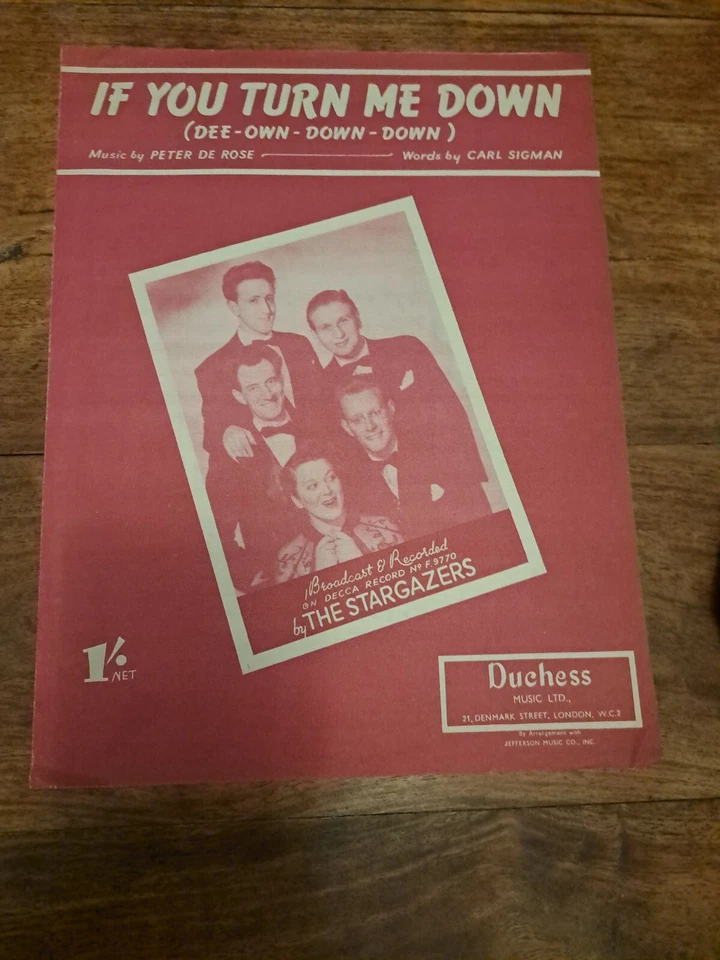 IF YOU TURN ME DOWN
(DEE-OWN-DOWN-DOWN)
Music by PETER DE ROSE Words by CARL SIGMAN
Broadcast & Recorded
ON DECCA RECORD Nº F.9770
by THE STARGAZERS
1/. NET
Duchess
MUSIC LTD.,
21, DENMARK STREET, LONDON, W.C.2
By Arrangement with
JEFFERSON MUSIC CO., INC.